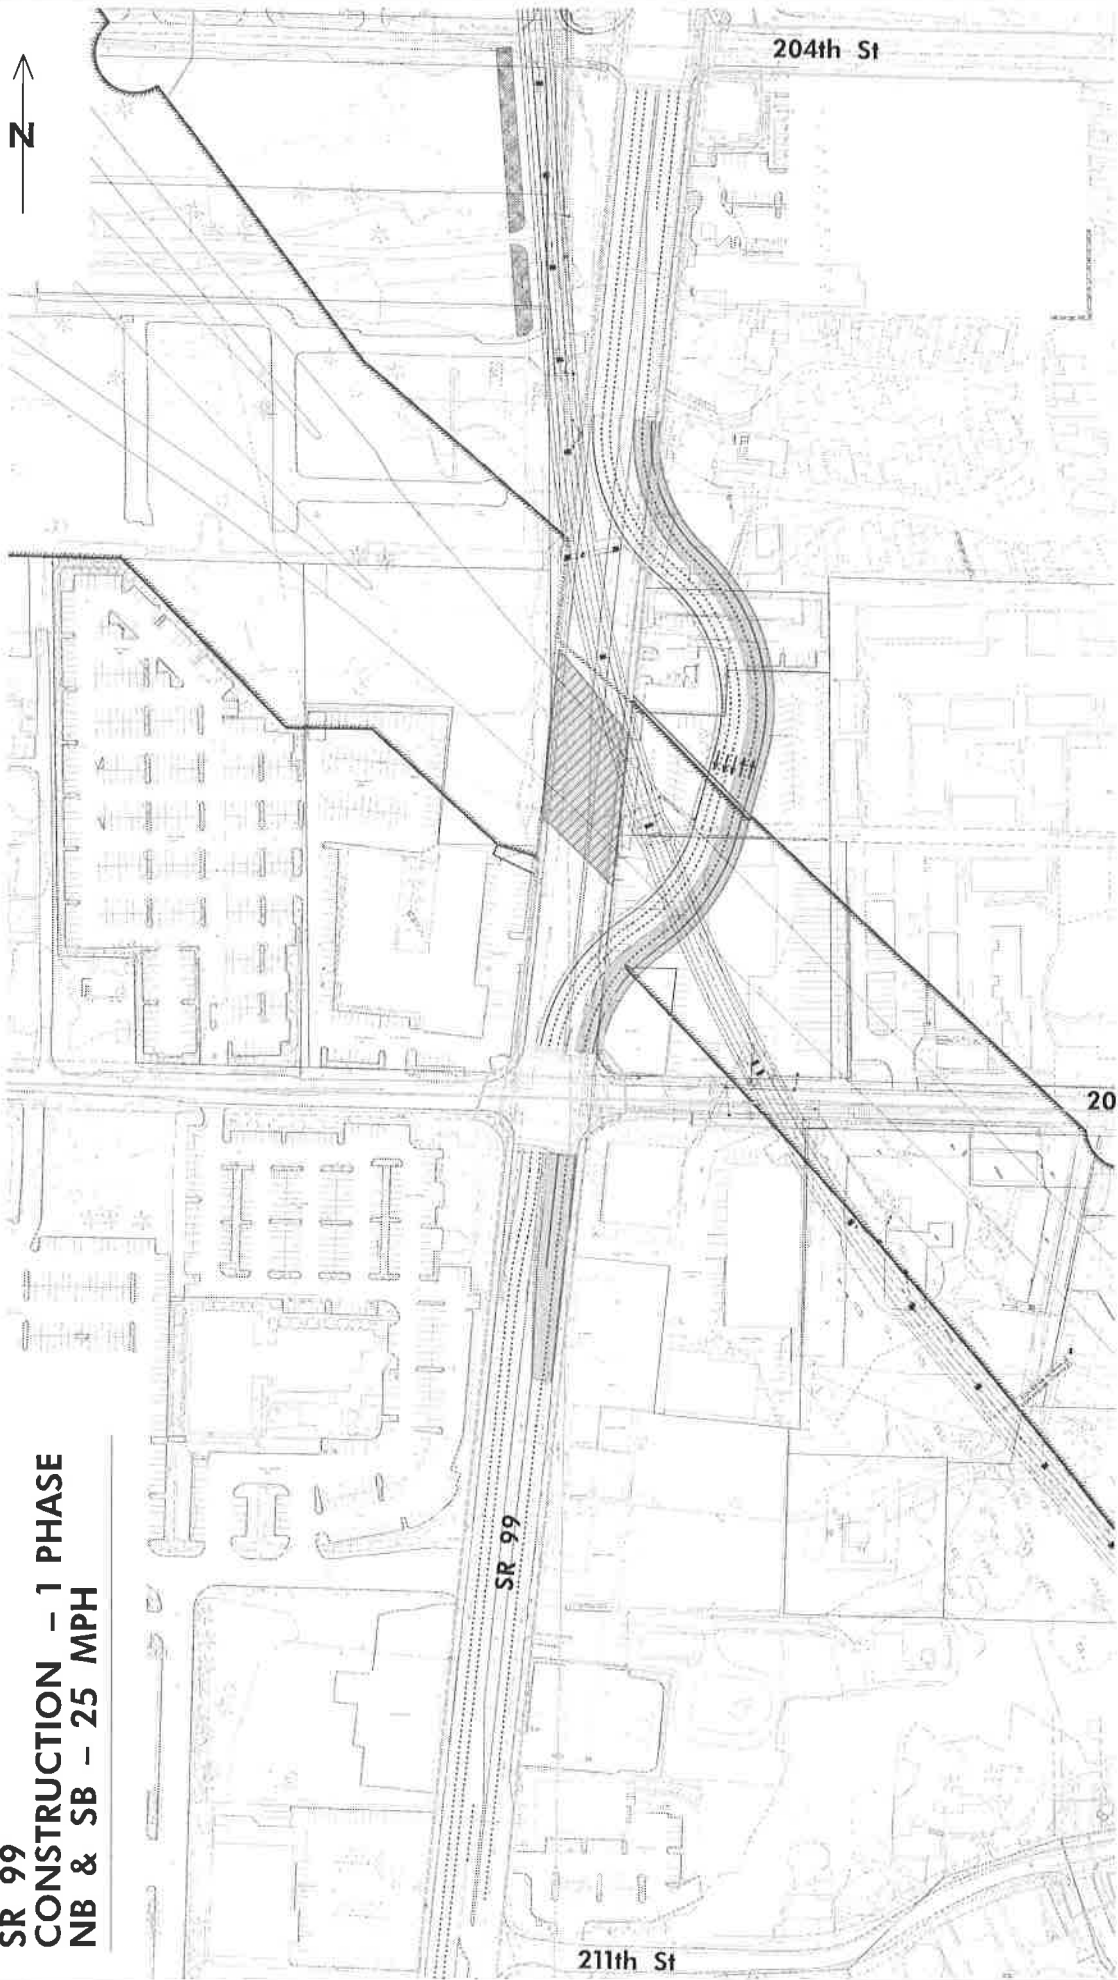 SR 99
CONSTRUCTION - 1 PHASE
NB & SB - 25 MPH
N
204th St
20
SR 99
211th St